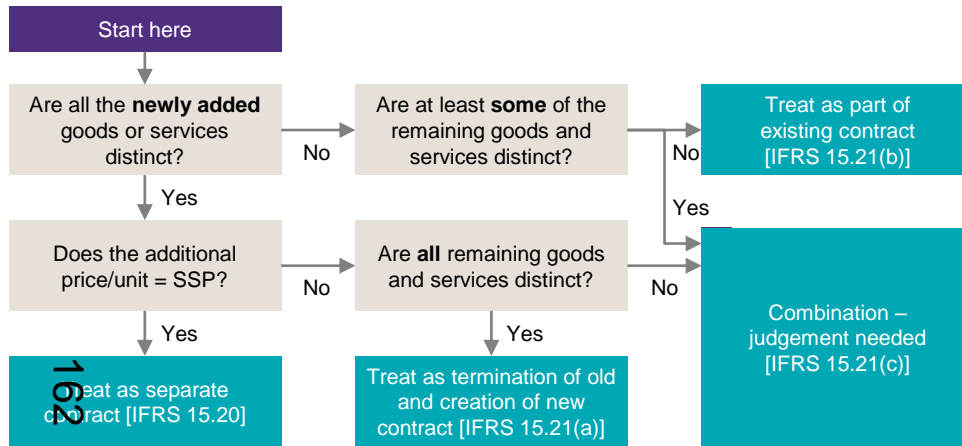 Start here
Are all the newly added
goods or services
distinct?
No
Are at least some of the
remaining goods and
services distinct?
No
Treat as part of
existing contract
[IFRS 15.21(b)]
Yes
Yes
Does the additional
price/unit = SSP?
No
Are all remaining goods
and services distinct?
No
Combination –
judgement needed
[IFRS 15.21(c)]
Yes
Yes
Treat as separate
contract [IFRS 15.20]
162
Treat as termination of old
and creation of new
contract [IFRS 15.21(a)]